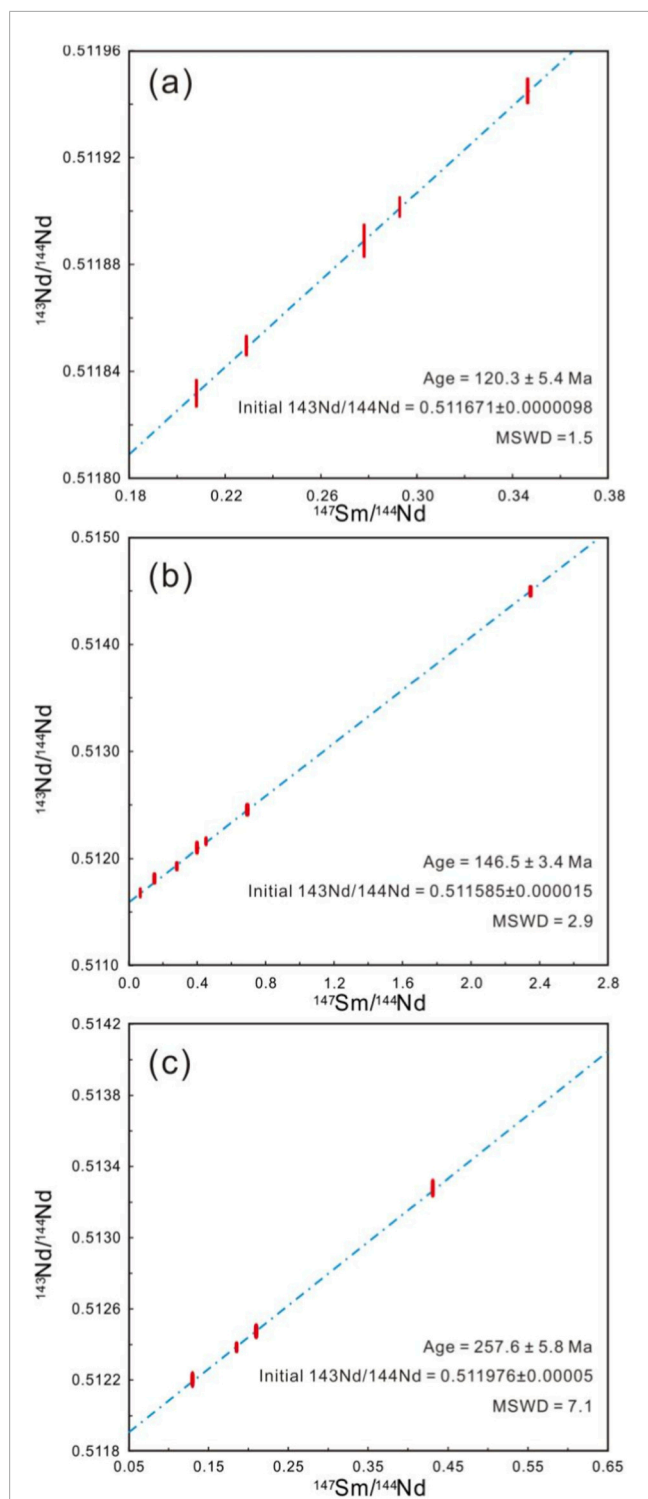 0.51196
(a)
0.51192
0.51188
0.51184
0.51180
¹⁴³Nd/¹⁴⁴Nd
Age = 120.3 ± 5.4 Ma
Initial 143Nd/144Nd = 0.511671±0.0000098
MSWD =1.5
0.18 0.22 0.26 0.30 0.34 0.38
¹⁴⁷Sm/¹⁴⁴Nd
0.5150
(b)
0.5140
0.5130
0.5120
0.5110
¹⁴³Nd/¹⁴⁴Nd
Age = 146.5 ± 3.4 Ma
Initial 143Nd/144Nd = 0.511585±0.000015
MSWD = 2.9
0.0 0.4 0.8 1.2 1.6 2.0 2.4 2.8
¹⁴⁷Sm/¹⁴⁴Nd
0.5142
(c)
0.5138
0.5134
0.5130
0.5126
0.5122
0.5118
¹⁴³Nd/¹⁴⁴Nd
Age = 257.6 ± 5.8 Ma
Initial 143Nd/144Nd = 0.511976±0.00005
MSWD = 7.1
0.05 0.15 0.25 0.35 0.45 0.55 0.65
¹⁴⁷Sm/¹⁴⁴Nd